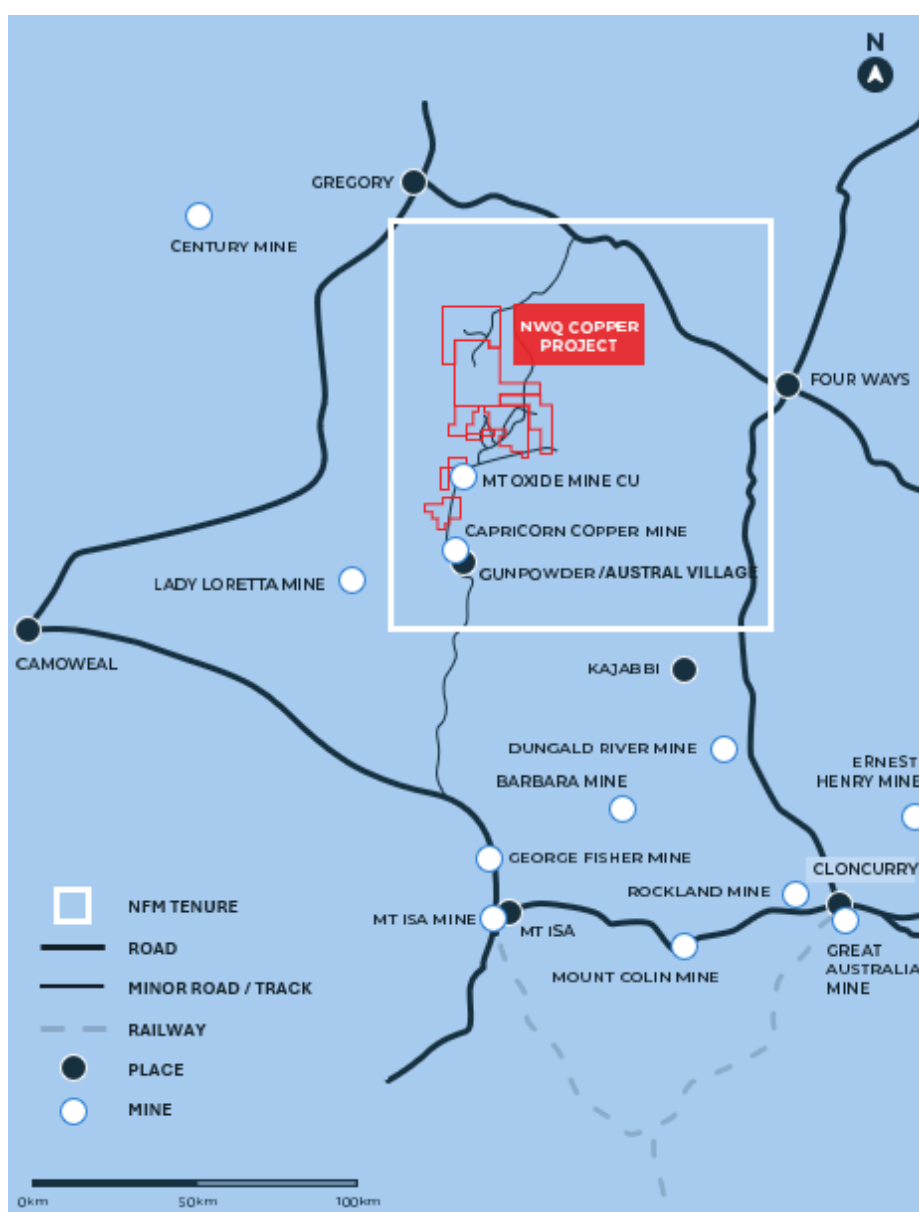 N
GREGORY
CENTURY MINE
NWQ COPPER
PROJECT
FOUR WAYS
MT OXIDE MINE CU
CAPRICORN COPPER MINE
GUNPOWDER/AUSTRAL VILLAGE
LADY LORETTA MINE
CAMOWEAL
KAJABBI
DUNGALD RIVER MINE
BARBARA MINE
ERNEST
HENRY MINE
GEORGE FISHER MINE
CLONCURRY
ROCKLAND MINE
MT ISA MINE
MT ISA
MOUNT COLIN MINE
GREAT
AUSTRALIA
MINE
NFM TENURE
ROAD
MINOR ROAD / TRACK
RAILWAY
PLACE
MINE
0km 50km 100km